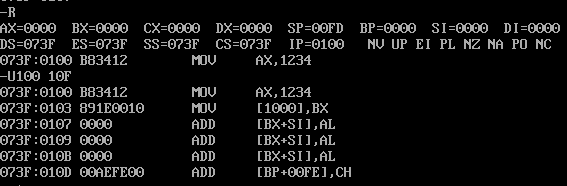 -R
AX=0000 BX=0000 CX=0000 DX=0000 SP=00FD BP=0000 SI=0000 DI=0000
DS=073F ES=073F SS=073F CS=073F IP=0100 NV UP EI PL NZ NA PO NC
073F:0100 B83412 MOV AX,1234
-U100 10F
073F:0100 B83412 MOV AX,1234
073F:0103 891E0010 MOV [1000],BX
073F:0107 0000 ADD [BX+SI],AL
073F:0109 0000 ADD [BX+SI],AL
073F:010B 0000 ADD [BX+SI],AL
073F:010D 00AEFE00 ADD [BP+00FE],CH